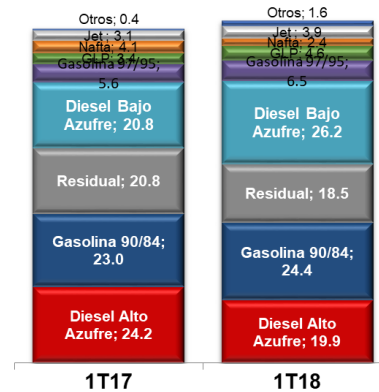 Otros; 0.4
Jet; 3.1
Nafta; 4.1
GLP; 3.4
Gasolina 97/95;
5.6
Diesel Bajo
Azufre; 20.8
Residual; 20.8
Gasolina 90/84;
23.0
Diesel Alto
Azufre; 24.2
1T17
Otros; 1.6
Jet; 3.9
Nafta; 2.4
GLP; 4.6
Gasolina 97/95;
6.5
Diesel Bajo
Azufre; 26.2
Residual; 18.5
Gasolina 90/84;
24.4
Diesel Alto
Azufre; 19.9
1T18